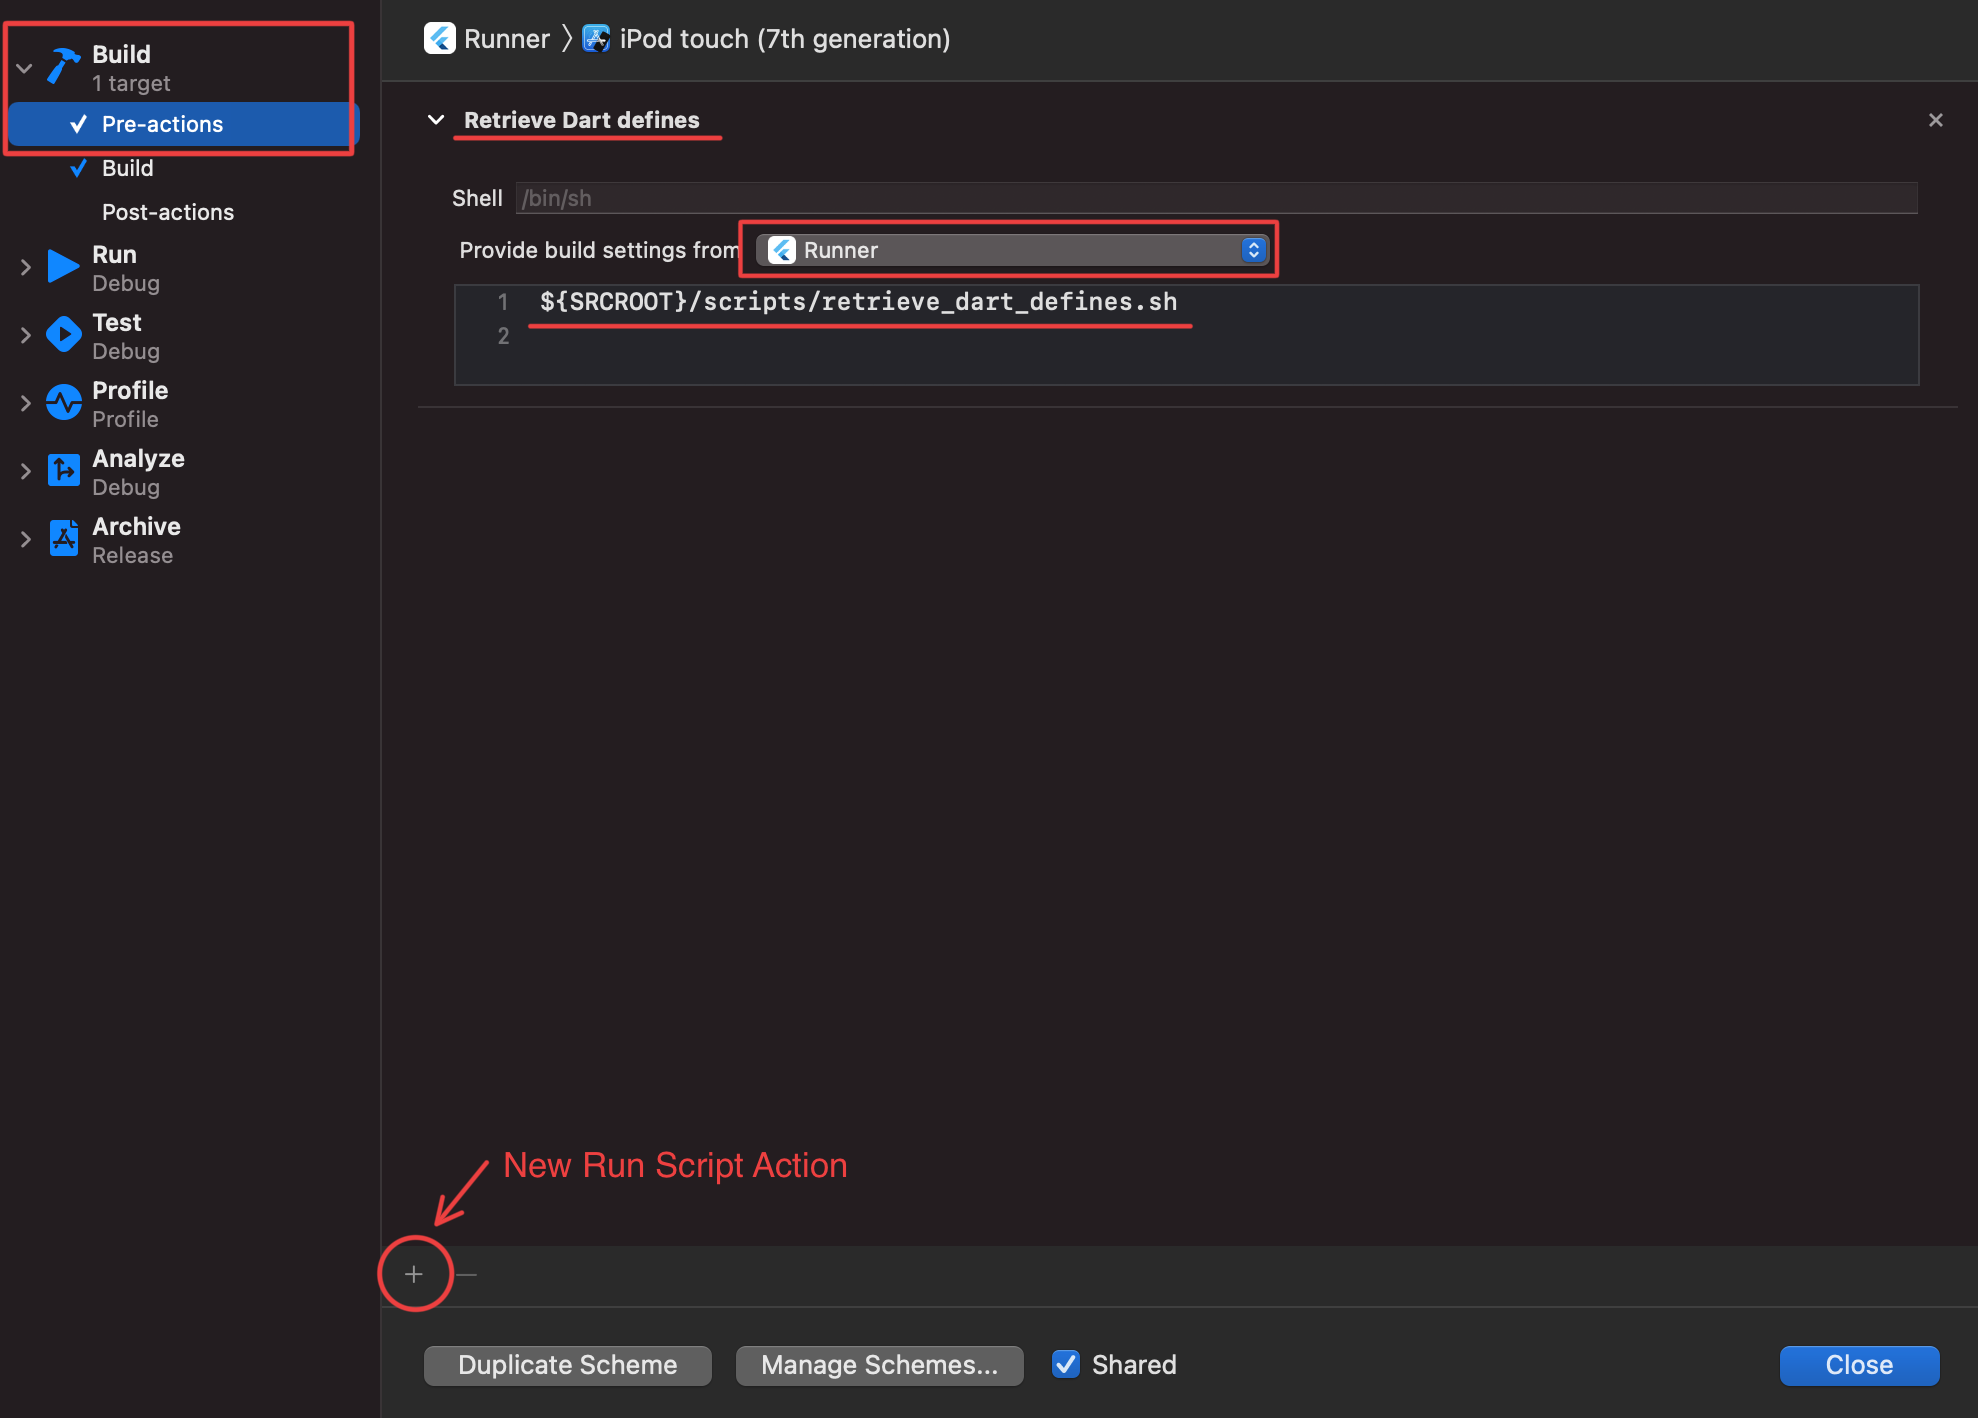 Build
1 target
Pre-actions
Build
Post-actions
Run
Debug
Test
Debug
Profile
Profile
Analyze
Debug
Archive
Release
Runner 〉 iPod touch (7th generation)
Retrieve Dart defines
Shell /bin/sh
Provide build settings from Runner
1 ${SRCROOT}/scripts/retrieve_dart_defines.sh
2
New Run Script Action
Duplicate Scheme Manage Schemes... Shared Close